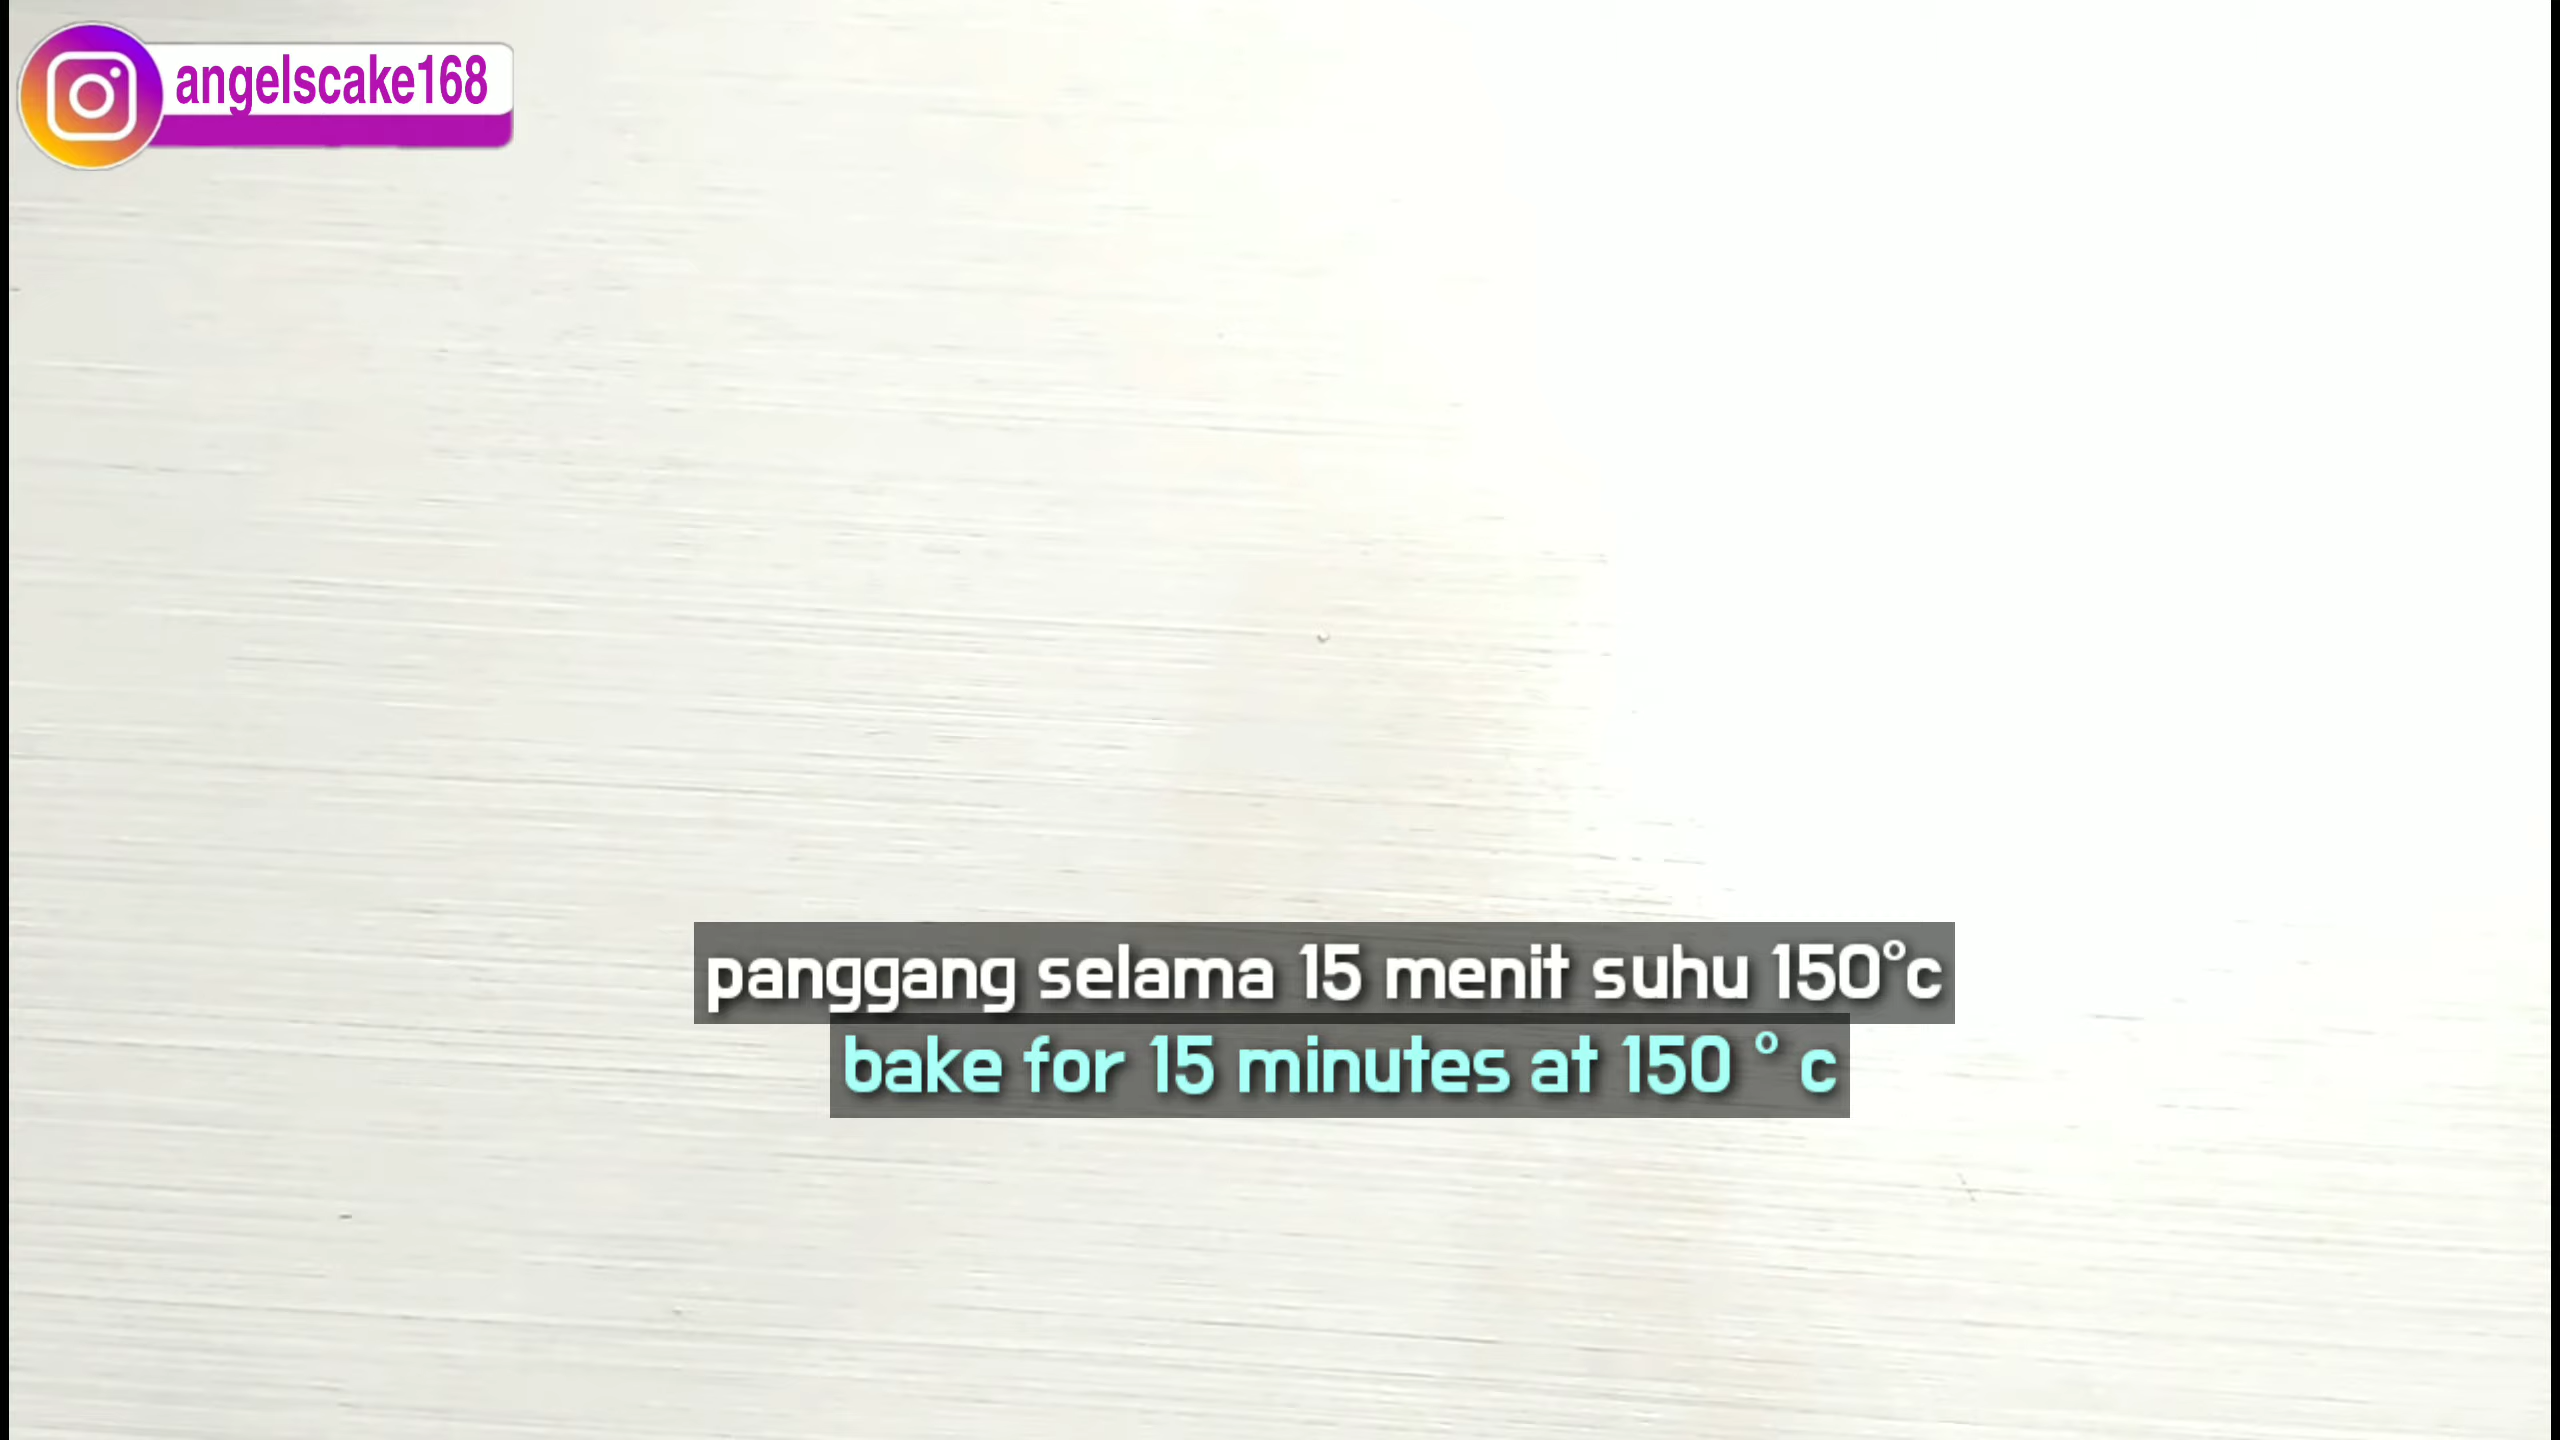 angelscake168
panggang selama 15 menit suhu 150°c
bake for 15 minutes at 150 ° c